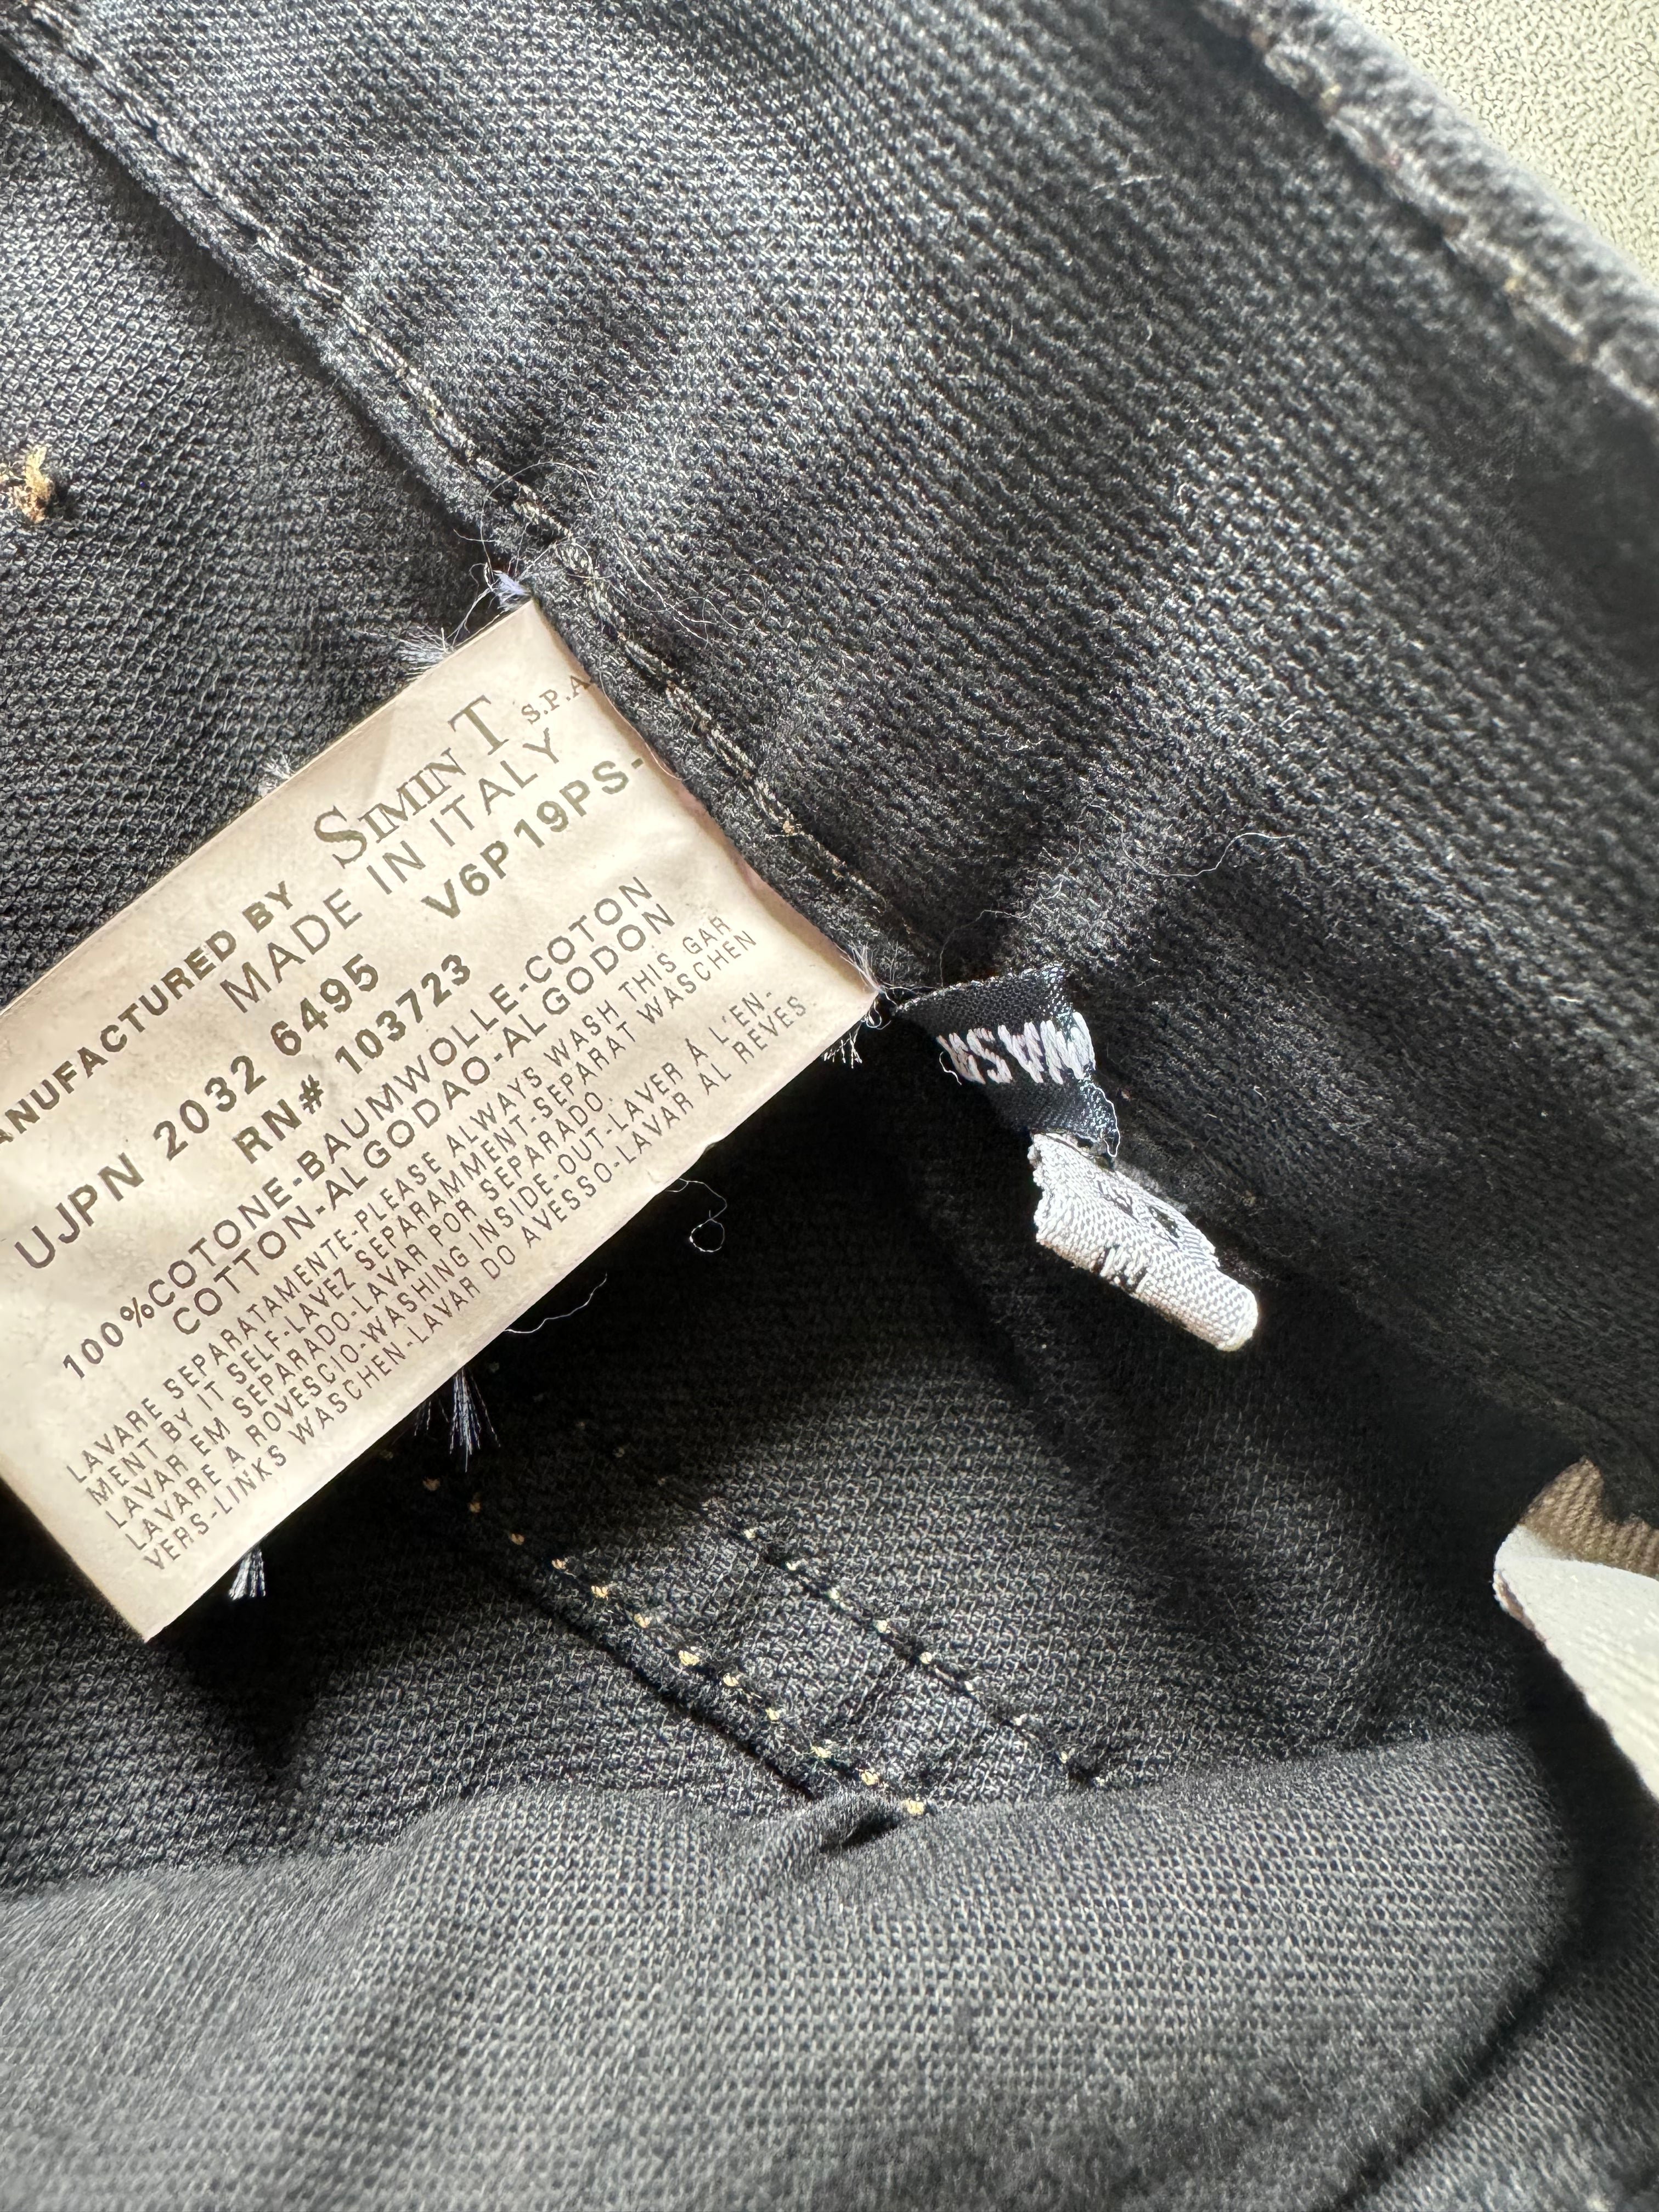 ANUFACTURED BY SIMINT S.P.A.
MADE IN ITALY
UJPN 2032 6495 V6P19PS-
RN# 103723
100%COTONE-BAUMWOLLE-COTON
COTTON-ALGODAO-ALGODON
LAVARE SEPARATAMENTE-PLEASE ALWAYS WASH THIS GAR
MENT BY IT SELF-LAVEZ SEPARAMMENT-SEPARAT WASCHEN
LAVAR EM SEPARADO-LAVAR POR SEPARADO.
LAVARE A ROVESCIO-WASHING INSIDE-OUT-LAVER À L'EN-
VERS-LINKS WASCHEN-LAVAR DO AVESSO-LAVAR AL REVES-